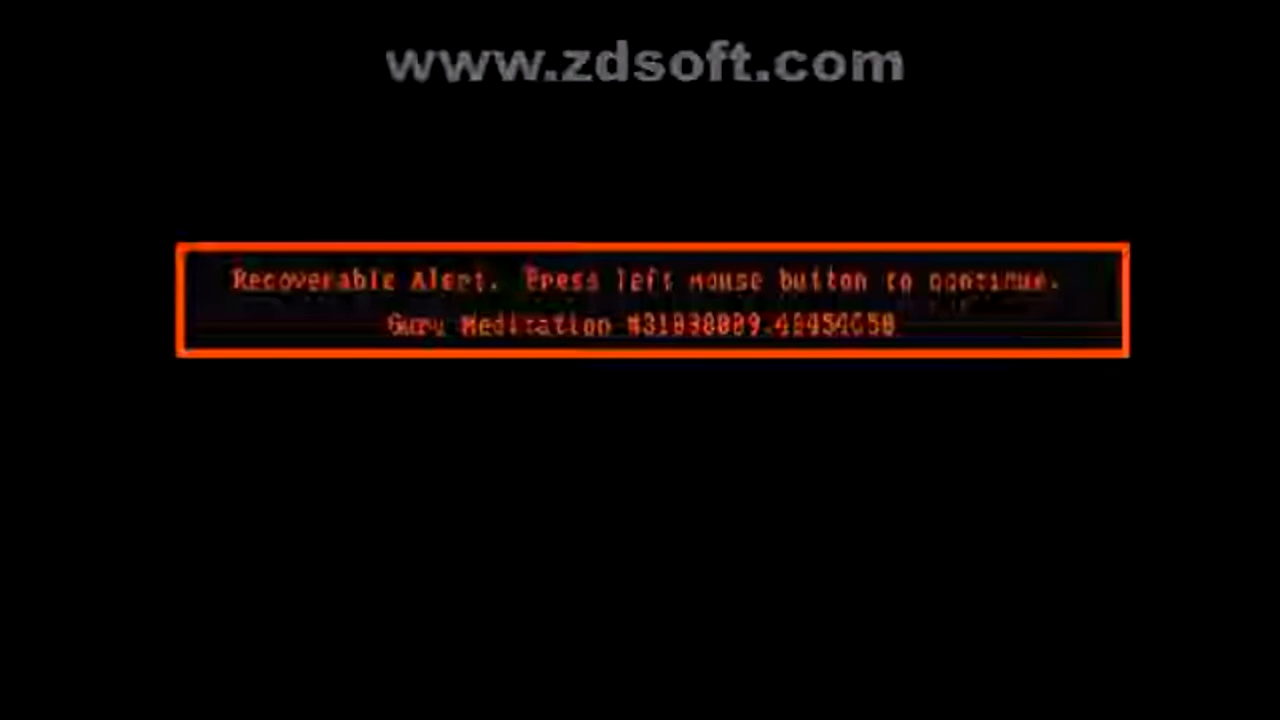 www.zdsoft.com
Recoverable Alert. Press left mouse button to continue.
Guru Meditation